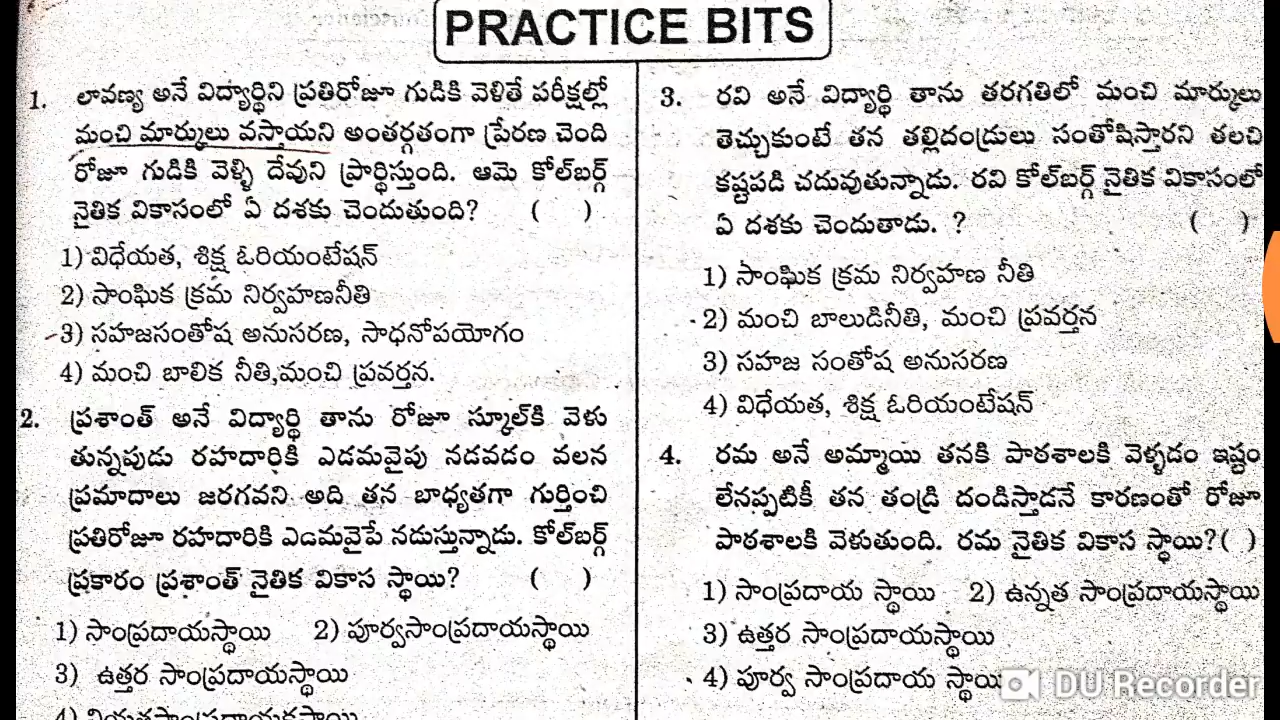 PRACTICE BITS
1. లావణ్య అనే విద్యార్థిని ప్రతిరోజూ గుడికి వెళితే పరీక్షల్లో
మంచి మార్కులు వస్తాయని అంతర్గతంగా ప్రేరణ చెంది
రోజూ గుడికి వెళ్ళి దేవుని ప్రార్థిస్తుంది. ఆమె కోల్‌బర్గ్
నైతిక వికాసంలో ఏ దశకు చెందుతుంది? ( )
1) విధేయత, శిక్ష ఓరియంటేషన్
2) సాంఘిక క్రమ నిర్వహణనీతి
3) సహజసంతోష అనుసరణ, సాధనోపయోగం
4) మంచి బాలిక నీతి,మంచి ప్రవర్తన.
2. ప్రశాంత్ అనే విద్యార్థి తాను రోజూ స్కూల్‌కి వెళు
తున్నపుడు రహదారికి ఎడమవైపు నడవడం వలన
ప్రమాదాలు జరగవని అది తన బాధ్యతగా గుర్తించి
ప్రతిరోజూ రహదారికి ఎడమవైపే నడుస్తున్నాడు. కోల్‌బర్గ్
ప్రకారం ప్రశాంత్ నైతిక వికాస స్థాయి? ( )
1) సాంప్రదాయస్థాయి 2) పూర్వసాంప్రదాయస్థాయి
3) ఉత్తర సాంప్రదాయస్థాయి
4)
3. రవి అనే విద్యార్థి తాను తరగతిలో మంచి మార్కులు
తెచ్చుకుంటే తన తల్లిదండ్రులు సంతోషిస్తారని తలచి
కష్టపడి చదువుతున్నాడు. రవి కోల్‌బర్గ్ నైతిక వికాసంలో
ఏ దశకు చెందుతాడు. ? ( )
1) సాంఘిక క్రమ నిర్వహణ నీతి
2) మంచి బాలుడినీతి, మంచి ప్రవర్తన
3) సహజ సంతోష అనుసరణ
4) విధేయత, శిక్ష ఓరియంటేషన్
4. రమ అనే అమ్మాయి తనకి పాఠశాలకి వెళ్ళడం ఇష్టం
లేనప్పటికీ తన తండ్రి దండిస్తాడనే కారణంతో రోజూ
పాఠశాలకి వెళుతుంది. రమ నైతిక వికాస స్థాయి? ( )
1) సాంప్రదాయ స్థాయి 2) ఉన్నత సాంప్రదాయస్థాయి
3) ఉత్తర సాంప్రదాయస్థాయి
4) పూర్వ సాంప్రదాయ స్థాయి
DU Recorder